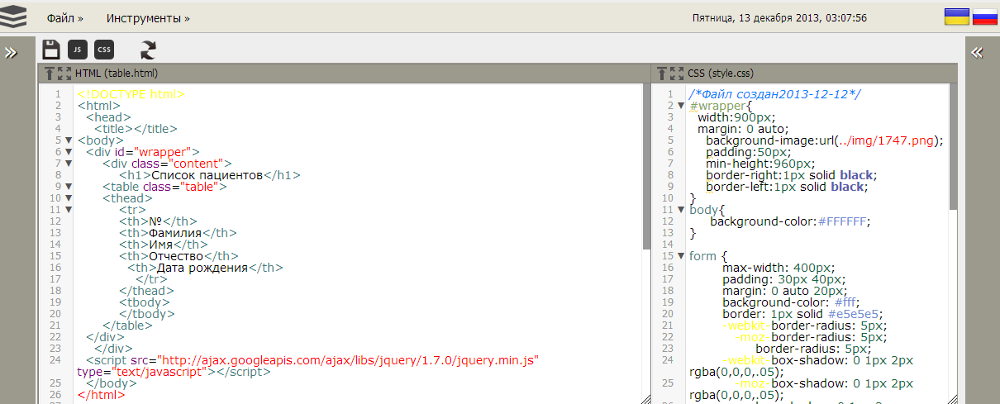 Файл » Инструменты » Пятница, 13 декабря 2013, 03:07:56
» JS CSS «
HTML (table.html)
1 <!DOCTYPE html>
2 <html>
3 <head>
4 <title></title>
5 <body>
6 <div id="wrapper">
7 <div class="content">
8 <h1>Список пациентов</h1>
9 <table class="table">
10 <thead>
11 <tr>
12 <th>№</th>
13 <th>Фамилия</th>
14 <th>Имя</th>
15 <th>Отчество</th>
16 <th>Дата рождения</th>
17 </tr>
18 </thead>
19 <tbody>
20 </tbody>
21 </table>
22 </div>
23 </div>
24 <script src="http://ajax.googleapis.com/ajax/libs/jquery/1.7.0/jquery.min.js"
type="text/javascript"></script>
25 </body>
26 </html>
CSS (style.css)
1 /*Файл создан2013-12-12*/
2 #wrapper{
3 width:900px;
4 margin: 0 auto;
5 background-image:url(../img/1747.png);
6 padding:50px;
7 min-height:960px;
8 border-right:1px solid black;
9 border-left:1px solid black;
10 }
11 body{
12 background-color:#FFFFFF;
13 }
14
15 form {
16 max-width: 400px;
17 padding: 30px 40px;
18 margin: 0 auto 20px;
19 background-color: #fff;
20 border: 1px solid #e5e5e5;
21 -webkit-border-radius: 5px;
22 -moz-border-radius: 5px;
23 border-radius: 5px;
24 -webkit-box-shadow: 0 1px 2px
rgba(0,0,0,.05);
25 -moz-box-shadow: 0 1px 2px
rgba(0,0,0,.05);